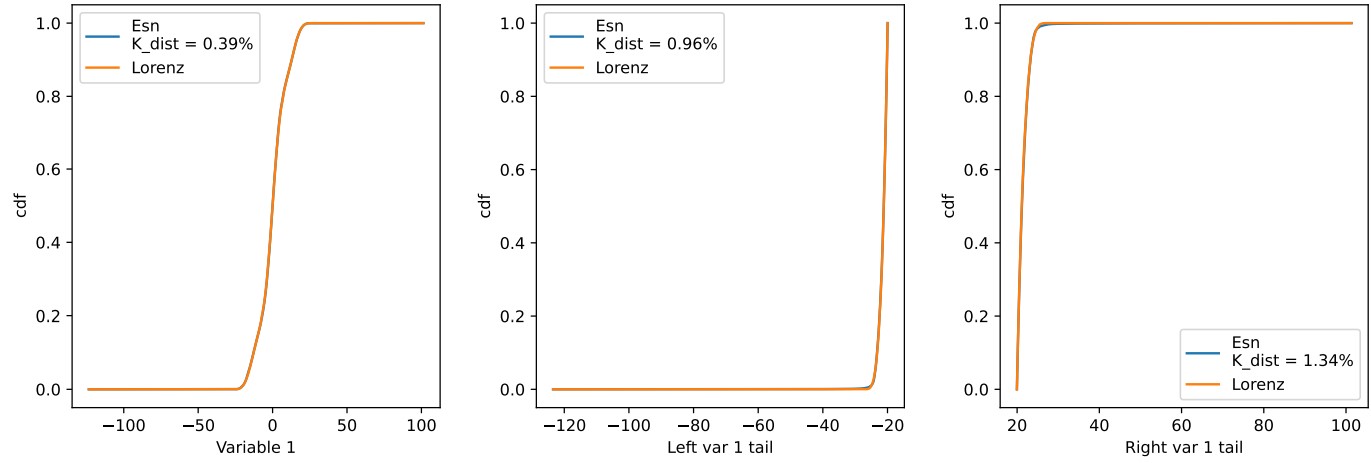 1.0
0.8
0.6
0.4
0.2
0.0
cdf
Esn
K_dist = 0.39%
Lorenz
−100
−50
0
50
100
Variable 1
1.0
0.8
0.6
0.4
0.2
0.0
cdf
Esn
K_dist = 0.96%
Lorenz
−120
−100
−80
−60
−40
−20
Left var 1 tail
1.0
0.8
0.6
0.4
0.2
0.0
cdf
Esn
K_dist = 1.34%
Lorenz
20
40
60
80
100
Right var 1 tail